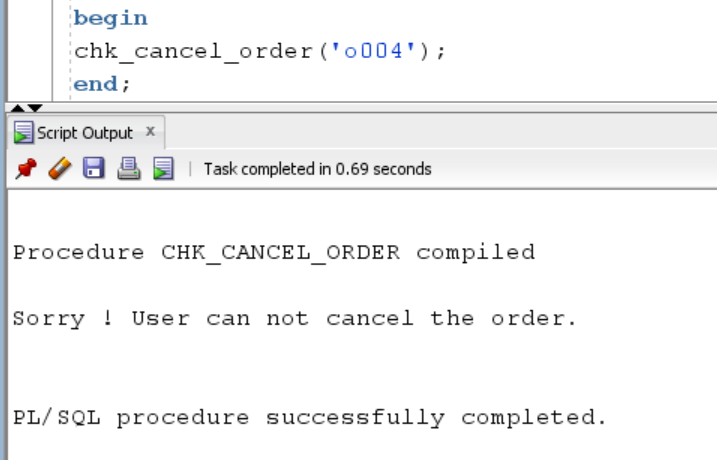 begin
chk_cancel_order('o004');
end;
Script Output x
Task completed in 0.69 seconds
Procedure CHK_CANCEL_ORDER compiled
Sorry ! User can not cancel the order.
PL/SQL procedure successfully completed.